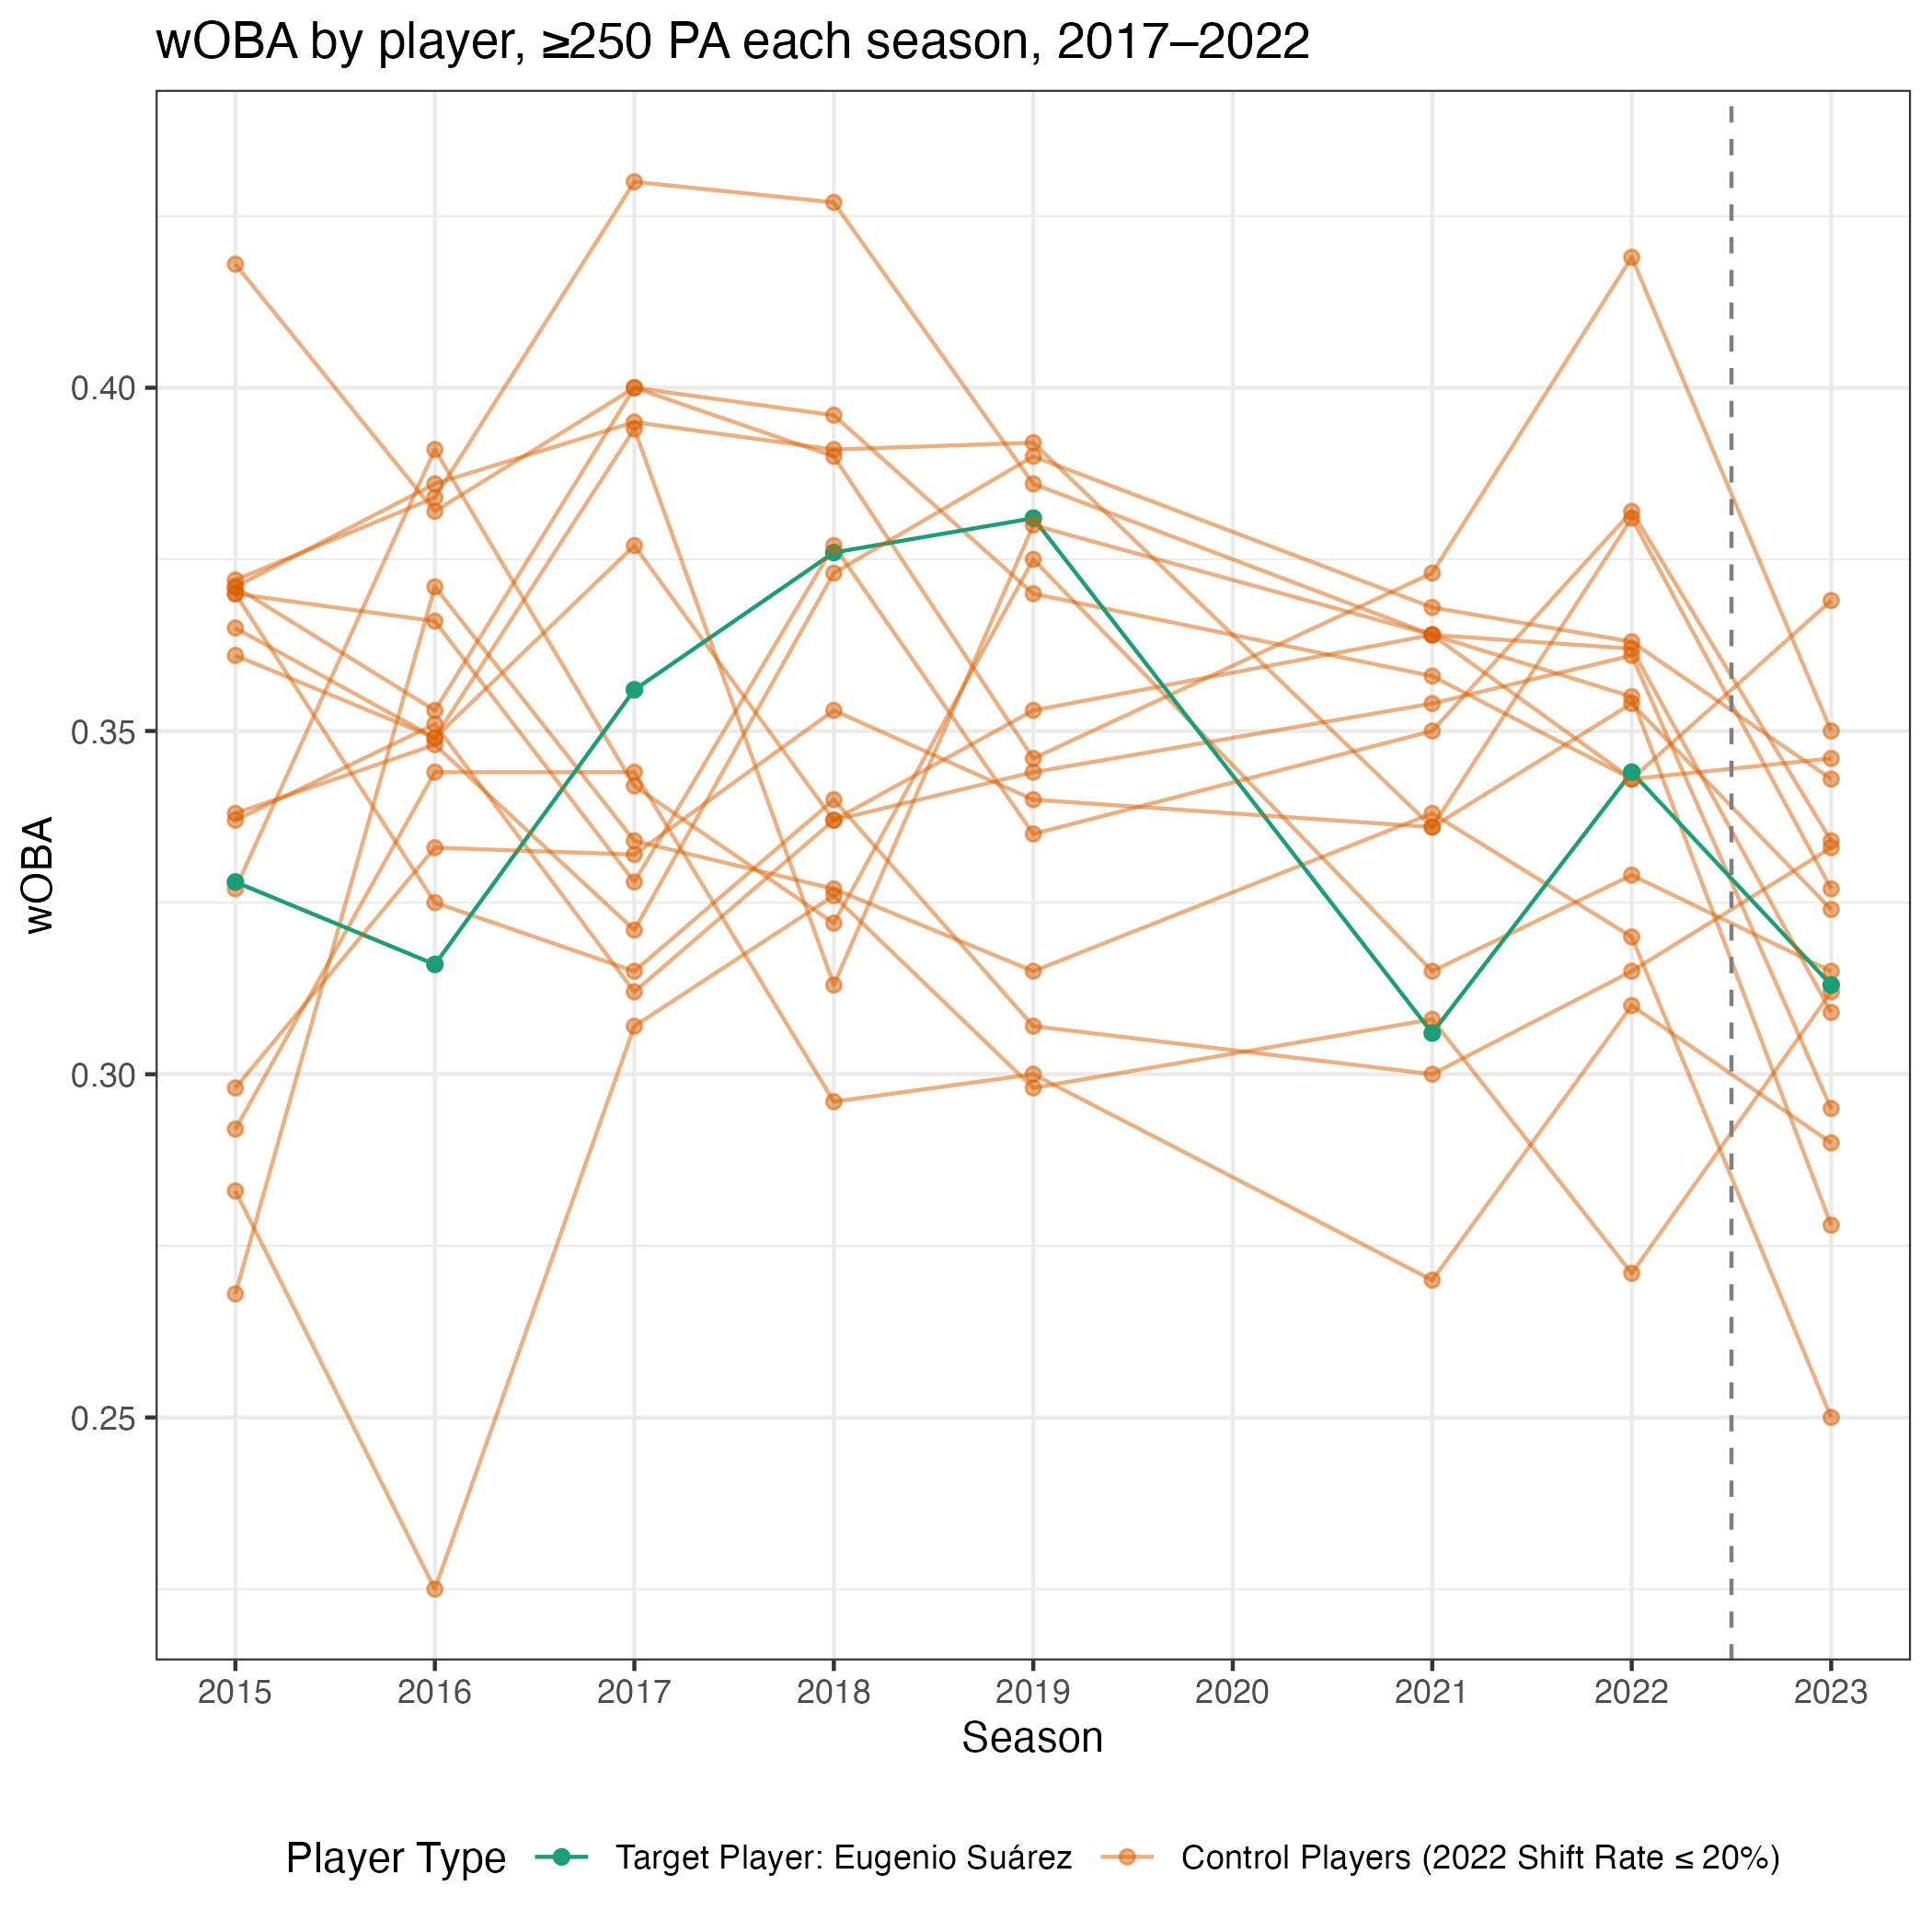 wOBA by player, ≥250 PA each season, 2017–2022
wOBA
0.40
0.35
0.30
0.25
2015 2016 2017 2018 2019 2020 2021 2022 2023
Season
Player Type Target Player: Eugenio Suárez Control Players (2022 Shift Rate ≤ 20%)